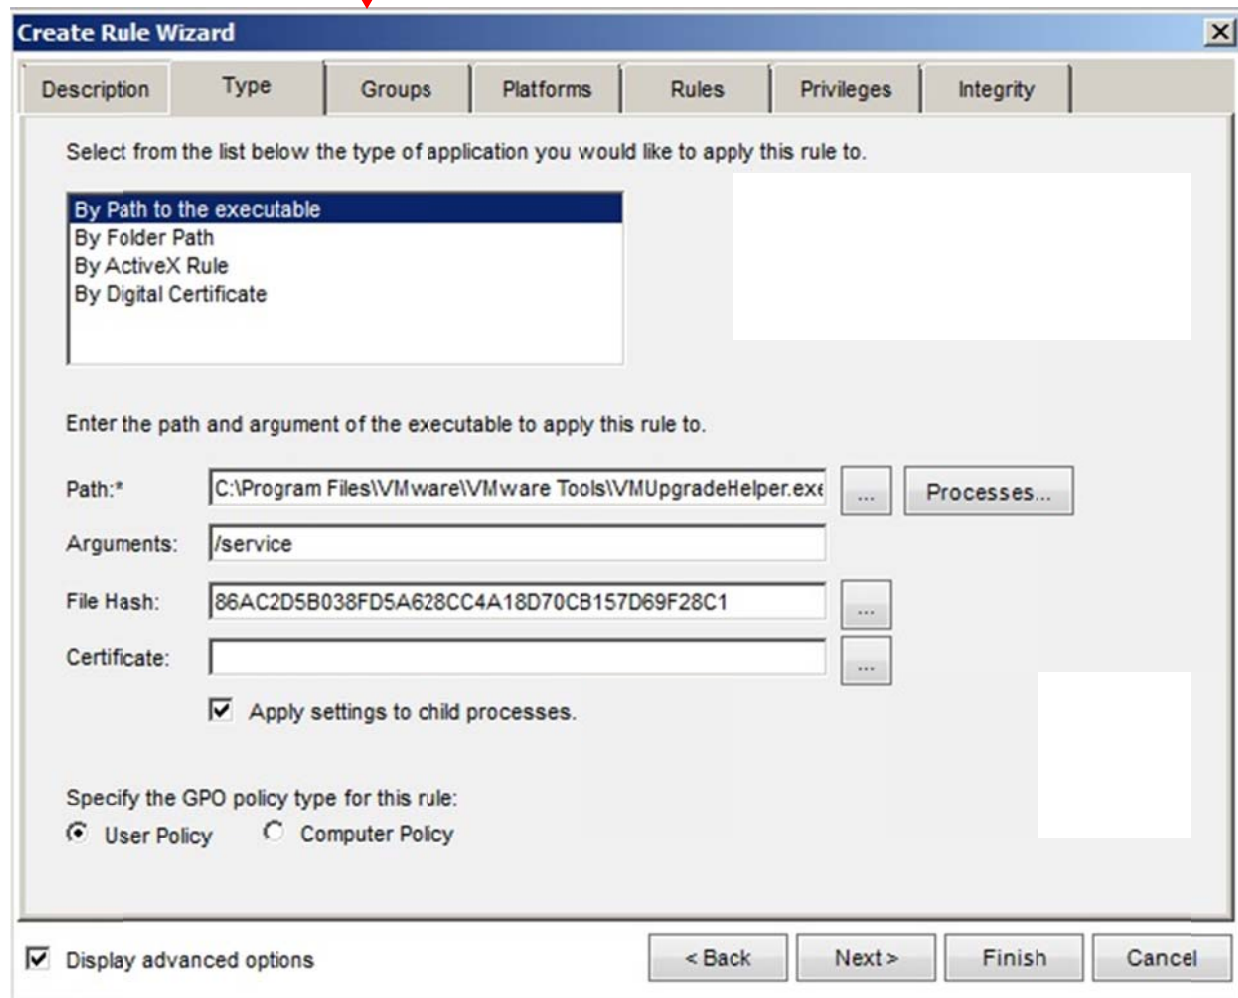 Create Rule Wizard
Description Type Groups Platforms Rules Privileges Integrity
Select from the list below the type of application you would like to apply this rule to.
By Path to the executable
By Folder Path
By ActiveX Rule
By Digital Certificate
Enter the path and argument of the executable to apply this rule to.
Path:* C:\Program Files\VMware\VMware Tools\VMUpgradeHelper.exe ... Processes...
Arguments: /service
File Hash: 86AC2D5B038FD5A628CC4A18D70CB157D69F28C1 ...
Certificate: ...
Apply settings to child processes.
Specify the GPO policy type for this rule:
User Policy Computer Policy
Display advanced options < Back Next > Finish Cancel